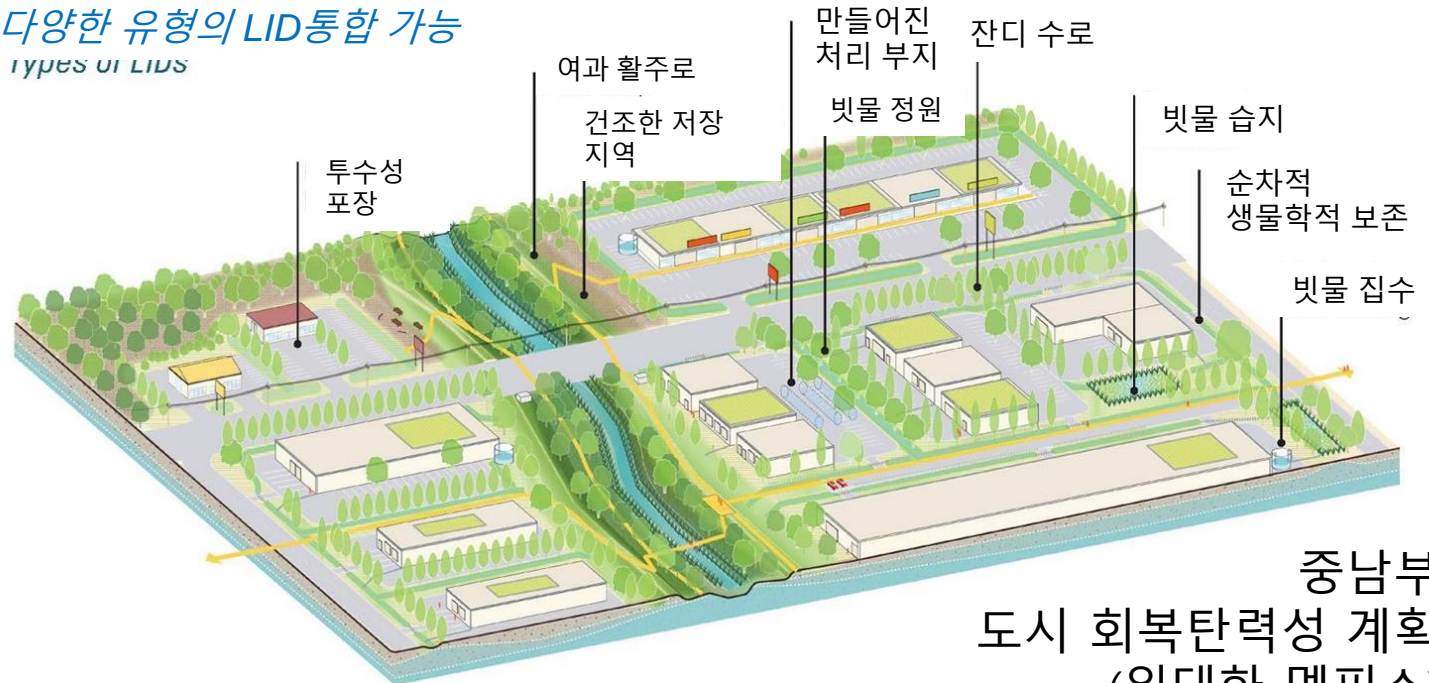 다양한 유형의 LID통합 가능
Types of LIDs
만들어진
처리 부지
잔디 수로
여과 활주로
빗물 정원
건조한 저장
지역
빗물 습지
투수성
포장
순차적
생물학적 보존
빗물 집수
중남부
도시 회복탄력성 계획